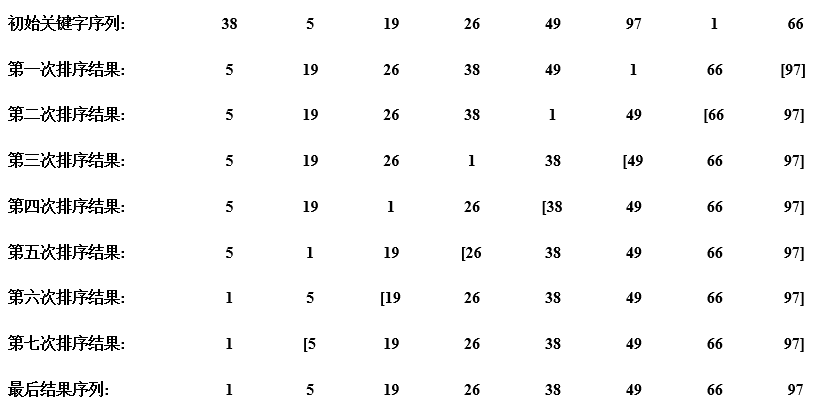 初始关键字序列: 38 5 19 26 49 97 1 66
第一次排序结果: 5 19 26 38 49 1 66 [97]
第二次排序结果: 5 19 26 38 1 49 [66 97]
第三次排序结果: 5 19 26 1 38 [49 66 97]
第四次排序结果: 5 19 1 26 [38 49 66 97]
第五次排序结果: 5 1 19 [26 38 49 66 97]
第六次排序结果: 1 5 [19 26 38 49 66 97]
第七次排序结果: 1 [5 19 26 38 49 66 97]
最后结果序列: 1 5 19 26 38 49 66 97